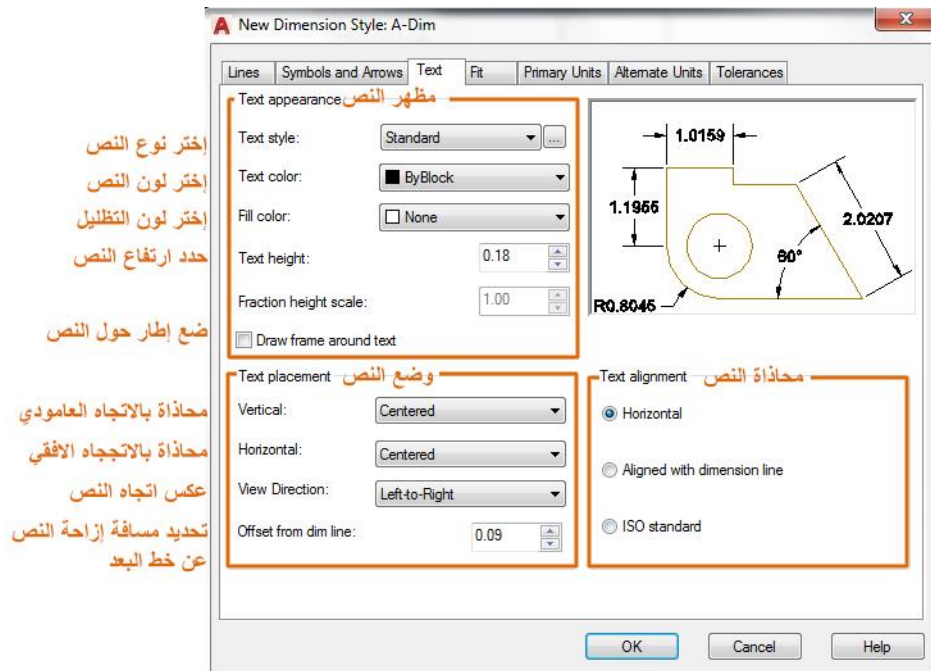 New Dimension Style: A-Dim
Lines Symbols and Arrows Text Fit Primary Units Alternate Units Tolerances
Text appearance مظهر النص
إختر نوع النص Text style: Standard ...
إختر لون النص Text color: ByBlock
إختر لون التظليل Fill color: None
حدد ارتفاع النص Text height: 0.18
Fraction height scale: 1.00
ضع إطار حول النص Draw frame around text
1.0159
1.1955
2.0207
60°
R0.8045
Text placement وضع النص
محاذاة بالاتجاه العامودي Vertical: Centered
محاذاة بالاتججاه الافقي Horizontal: Centered
عكس اتجاه النص View Direction: Left-to-Right
تحديد مسافة إزاحة النص Offset from dim line: 0.09
عن خط البعد
Text alignment محاذاة النص
Horizontal
Aligned with dimension line
ISO standard
OK Cancel Help